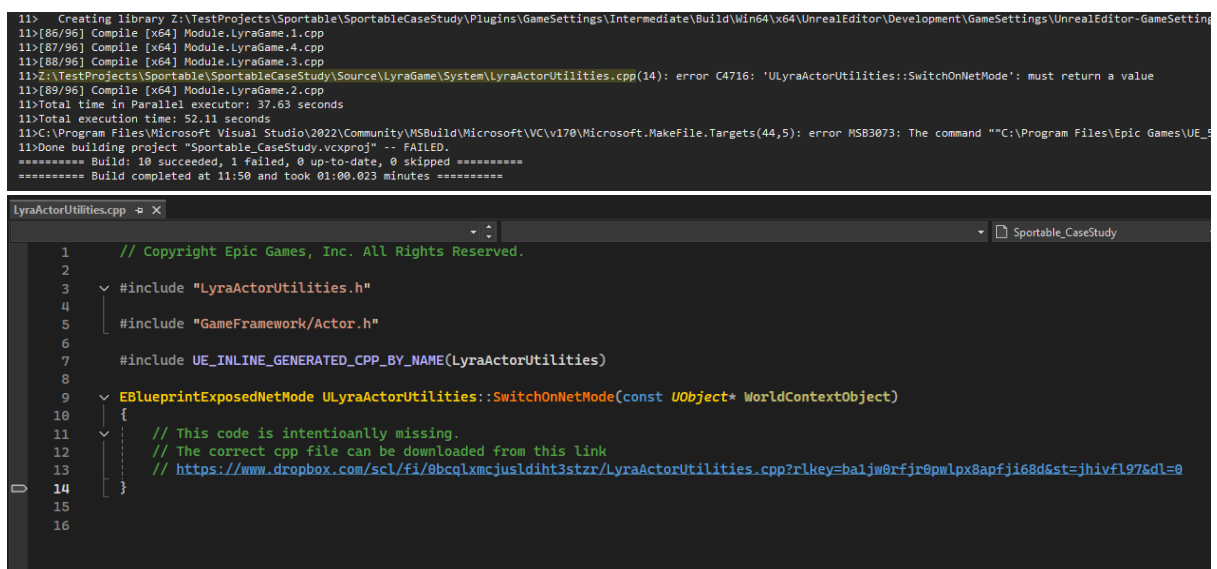 11>   Creating library Z:\TestProjects\Sportable\SportableCaseStudy\Plugins\GameSettings\Intermediate\Build\Win64\x64\UnrealEditor\Development\GameSettings\UnrealEditor-GameSetting
11>[86/96] Compile [x64] Module.LyraGame.1.cpp
11>[87/96] Compile [x64] Module.LyraGame.4.cpp
11>[88/96] Compile [x64] Module.LyraGame.3.cpp
11>Z:\TestProjects\Sportable\SportableCaseStudy\Source\LyraGame\System\LyraActorUtilities.cpp(14): error C4716: 'ULyraActorUtilities::SwitchOnNetMode': must return a value
11>[89/96] Compile [x64] Module.LyraGame.2.cpp
11>Total time in Parallel executor: 37.63 seconds
11>Total execution time: 52.11 seconds
11>C:\Program Files\Microsoft Visual Studio\2022\Community\MSBuild\Microsoft\VC\v170\Microsoft.MakeFile.Targets(44,5): error MSB3073: The command ""C:\Program Files\Epic Games\UE_5
11>Done building project "Sportable_CaseStudy.vcxproj" -- FAILED.
========== Build: 10 succeeded, 1 failed, 0 up-to-date, 0 skipped ==========
========== Build completed at 11:50 and took 01:00.023 minutes ==========
LyraActorUtilities.cpp
Sportable_CaseStudy
1 // Copyright Epic Games, Inc. All Rights Reserved.
2
3 #include "LyraActorUtilities.h"
4
5 #include "GameFramework/Actor.h"
6
7 #include UE_INLINE_GENERATED_CPP_BY_NAME(LyraActorUtilities)
8
9 EBlueprintExposedNetMode ULyraActorUtilities::SwitchOnNetMode(const UObject* WorldContextObject)
10 {
11 // This code is intentioanlly missing.
12 // The correct cpp file can be downloaded from this link
13 // https://www.dropbox.com/scl/fi/0bcqlxmcjusldiht3stzr/LyraActorUtilities.cpp?rlkey=ba1jw0rfjr0pwlpx8apfji68d&st=jhivfl97&dl=0
14 }
15
16